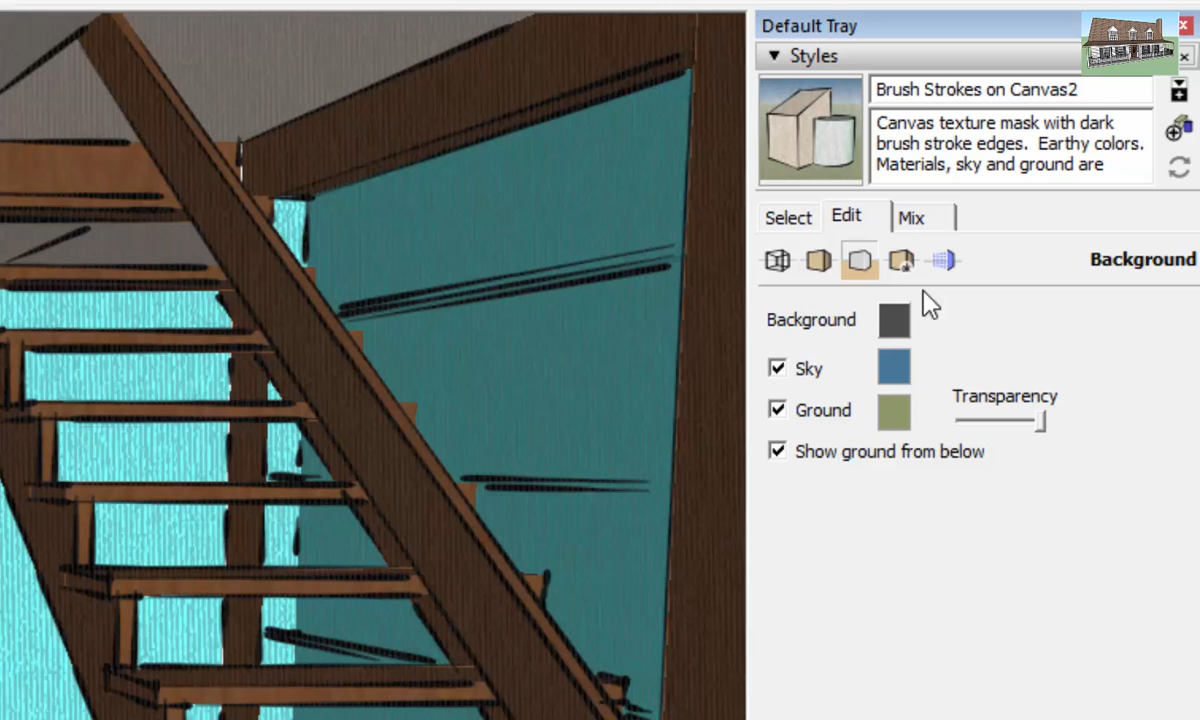 Default Tray
Styles
Brush Strokes on Canvas2
Canvas texture mask with dark
brush stroke edges.  Earthy colors.
Materials, sky and ground are
Select Edit Mix
Background
Background
Sky
Ground
Transparency
Show ground from below